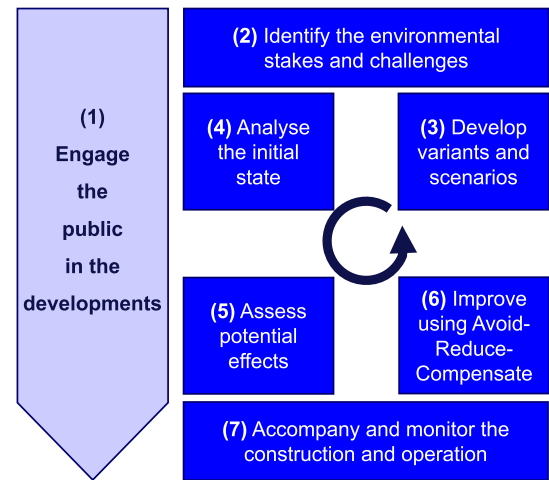 (1)
Engage
the
public
in the
developments
(2) Identify the environmental
stakes and challenges
(4) Analyse
the initial
state
(3) Develop
variants and
scenarios
(5) Assess
potential
effects
(6) Improve
using Avoid-
Reduce-
Compensate
(7) Accompany and monitor the
construction and operation